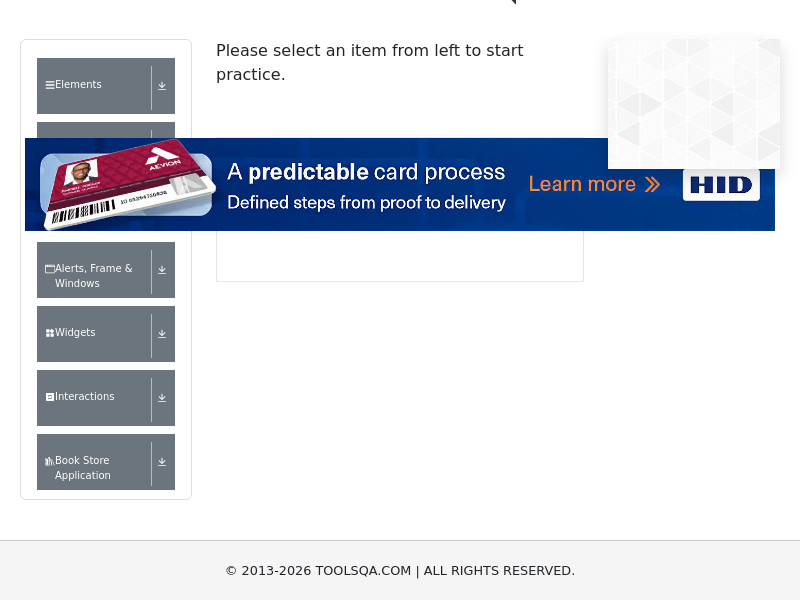 Elements
Please select an item from left to start
practice.
AEVION
A predictable card process
Defined steps from proof to delivery
Learn more
HID
Alerts, Frame &
Windows
Widgets
Interactions
Book Store
Application
© 2013-2026 TOOLSQA.COM | ALL RIGHTS RESERVED.